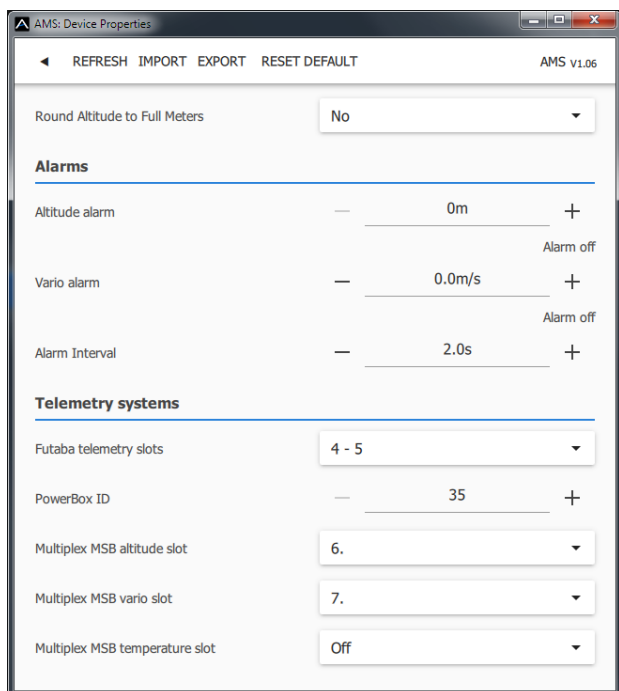 AMS: Device Properties
REFRESH IMPORT EXPORT RESET DEFAULT AMS V1.06
Round Altitude to Full Meters No
Alarms
Altitude alarm — 0m +
Alarm off
Vario alarm — 0.0m/s +
Alarm off
Alarm Interval — 2.0s +
Telemetry systems
Futaba telemetry slots 4 - 5
PowerBox ID — 35 +
Multiplex MSB altitude slot 6.
Multiplex MSB vario slot 7.
Multiplex MSB temperature slot Off